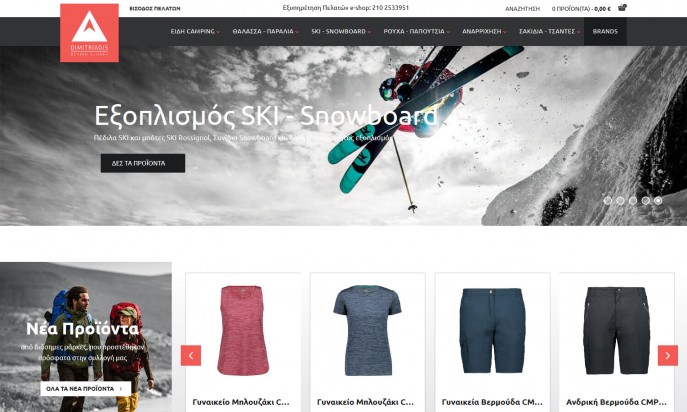 ΕΙΣΟΔΟΣ ΠΕΛΑΤΩΝ
Εξυπηρέτηση Πελατών e-shop: 210 2533951
ΑΝΑΖΗΤΗΣΗ
0 ΠΡΟΪΟΝ(ΤΑ) - 0,00 €
DIMITRIADIS
ΕΙΔΗ CAMPING
ΘΑΛΑΣΣΑ - ΠΑΡΑΛΙΑ
SKI - SNOWBOARD
ΡΟΥΧΑ - ΠΑΠΟΥΤΣΙΑ
ΑΝΑΡΡΙΧΗΣΗ
ΣΑΚΙΔΙΑ - ΤΣΑΝΤΕΣ
BRANDS
Εξοπλισμός SKI - Snowboard
Πέδιλα SKI και μπότες SKI Rossignol, Σανίδια Snowboard εξοπλισμός
ΔΕΣ ΤΑ ΠΡΟΪΟΝΤΑ
Νέα Προϊόντα
από διάσημες μάρκες, που προστέθηκαν
πρόσφατα στην συλλογή μας
ΟΛΑ ΤΑ ΝΕΑ ΠΡΟΪΟΝΤΑ
Γυναικείο Μπλουζάκι C...
Γυναικείο Μπλουζάκι C...
Γυναικεία Βερμούδα CM...
Ανδρική Βερμούδα CMP...